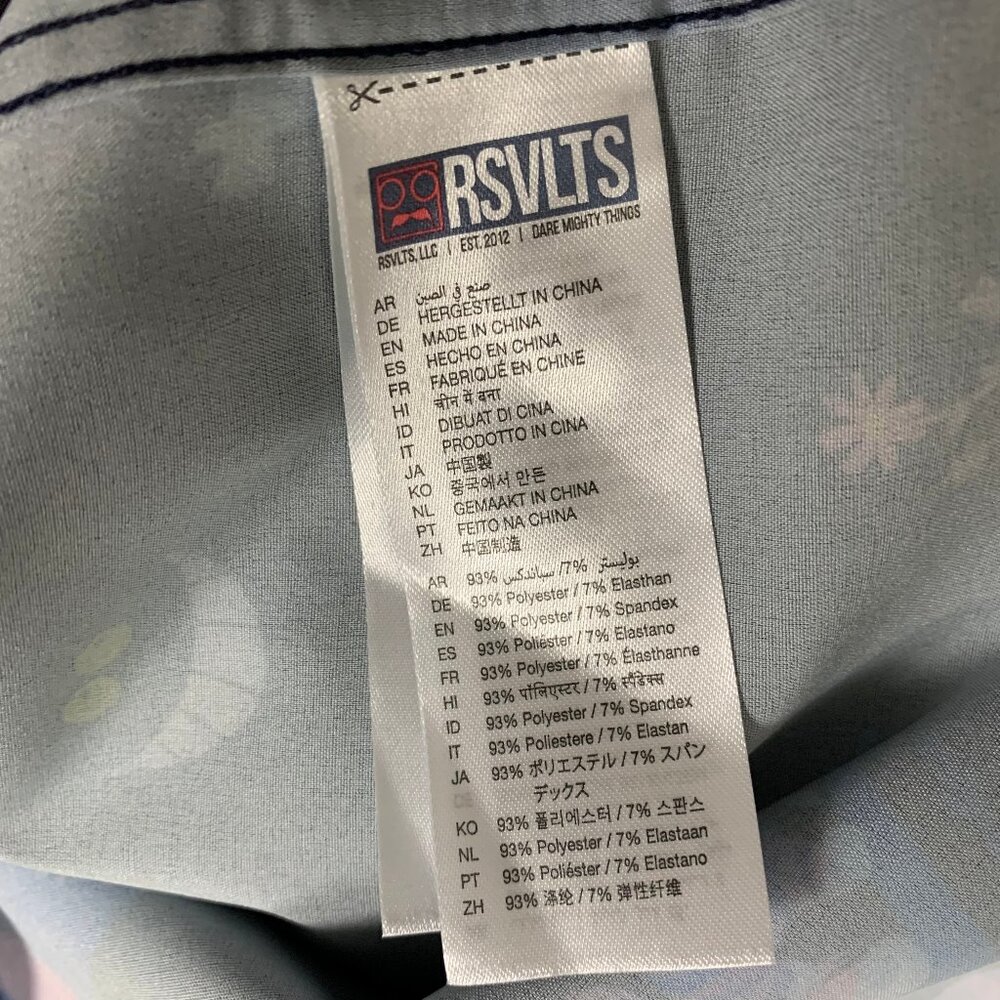 RSVLTS
RSVLTS, LLC | EST. 2012 | DARE MIGHTY THINGS
AR صنع في الصين
DE HERGESTELLT IN CHINA
EN MADE IN CHINA
ES HECHO EN CHINA
FR FABRIQUÉ EN CHINE
HI चीन में बना
ID DIBUAT DI CINA
IT PRODOTTO IN CINA
JA 中国製
KO 중국에서 만든
NL GEMAAKT IN CHINA
PT FEITO NA CHINA
ZH 中国制造
AR 93% بوليستر /7% سباندكس
DE 93% Polyester / 7% Elasthan
EN 93% Polyester / 7% Spandex
ES 93% Poliéster / 7% Elastano
FR 93% Polyester / 7% Élasthanne
HI 93% पॉलिएस्टर / 7% स्पैंडेक्स
ID 93% Polyester / 7% Spandex
IT 93% Poliestere / 7% Elastan
JA 93% ポリエステル / 7% スパン
デックス
KO 93% 폴리에스터 / 7% 스판스
NL 93% Polyester / 7% Elastaan
PT 93% Poliéster / 7% Elastano
ZH 93% 涤纶 / 7% 弹性纤维